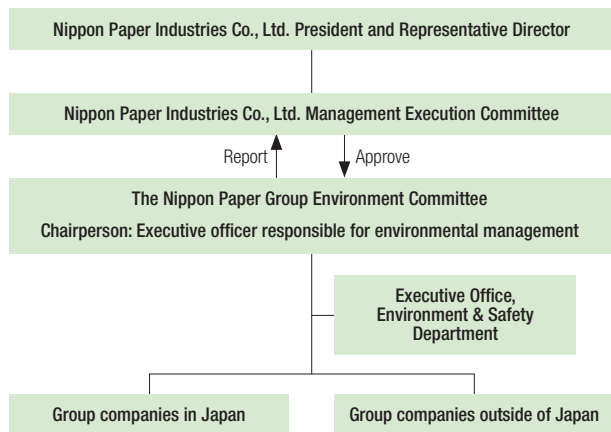 Nippon Paper Industries Co., Ltd. President and Representative Director
Nippon Paper Industries Co., Ltd. Management Execution Committee
Report
Approve
The Nippon Paper Group Environment Committee
Chairperson: Executive officer responsible for environmental management
Executive Office,
Environment & Safety
Department
Group companies in Japan
Group companies outside of Japan